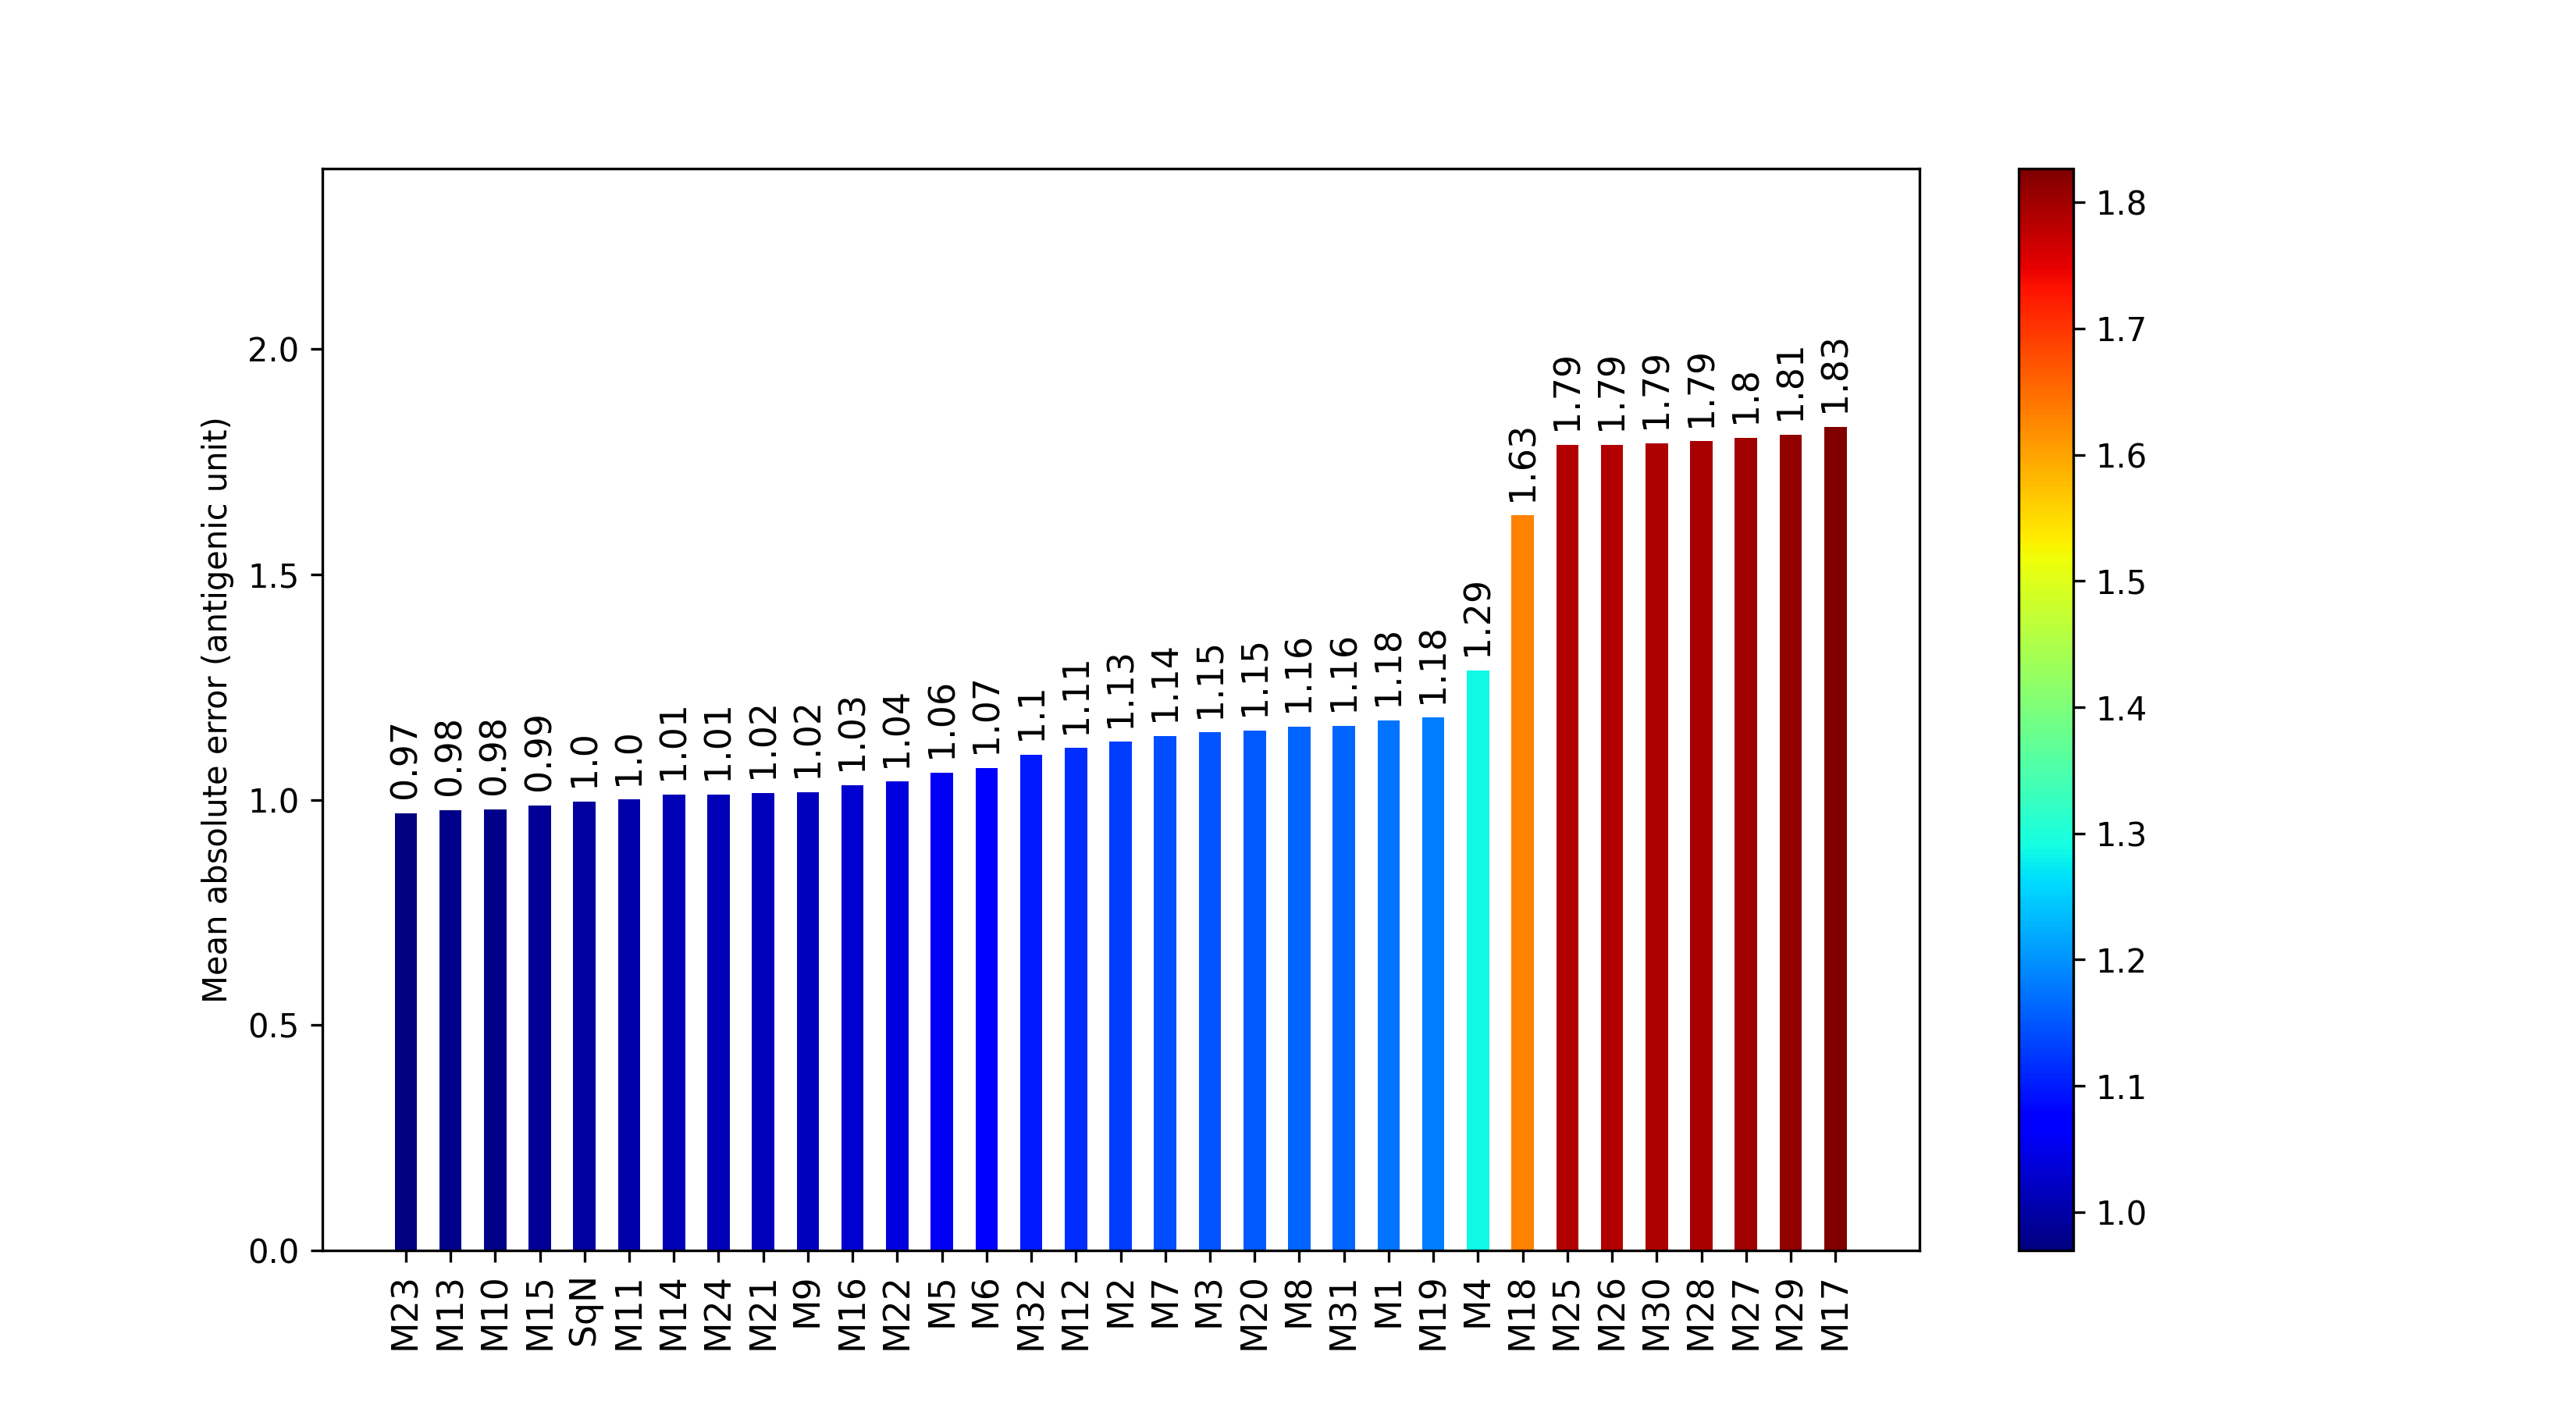 Mean absolute error (antigenic unit)
2.0
1.5
1.0
0.5
0.0
0.97
0.98
0.98
0.99
1.0
1.0
1.01
1.01
1.02
1.02
1.03
1.04
1.06
1.07
1.1
1.11
1.13
1.14
1.15
1.15
1.16
1.16
1.18
1.18
1.29
1.63
1.79
1.79
1.79
1.79
1.8
1.81
1.83
M23
M13
M10
M15
SqN
M11
M14
M24
M21
M9
M16
M22
M5
M6
M32
M12
M2
M7
M3
M20
M8
M31
M1
M19
M4
M18
M25
M26
M30
M28
M27
M29
M17
1.8
1.7
1.6
1.5
1.4
1.3
1.2
1.1
1.0